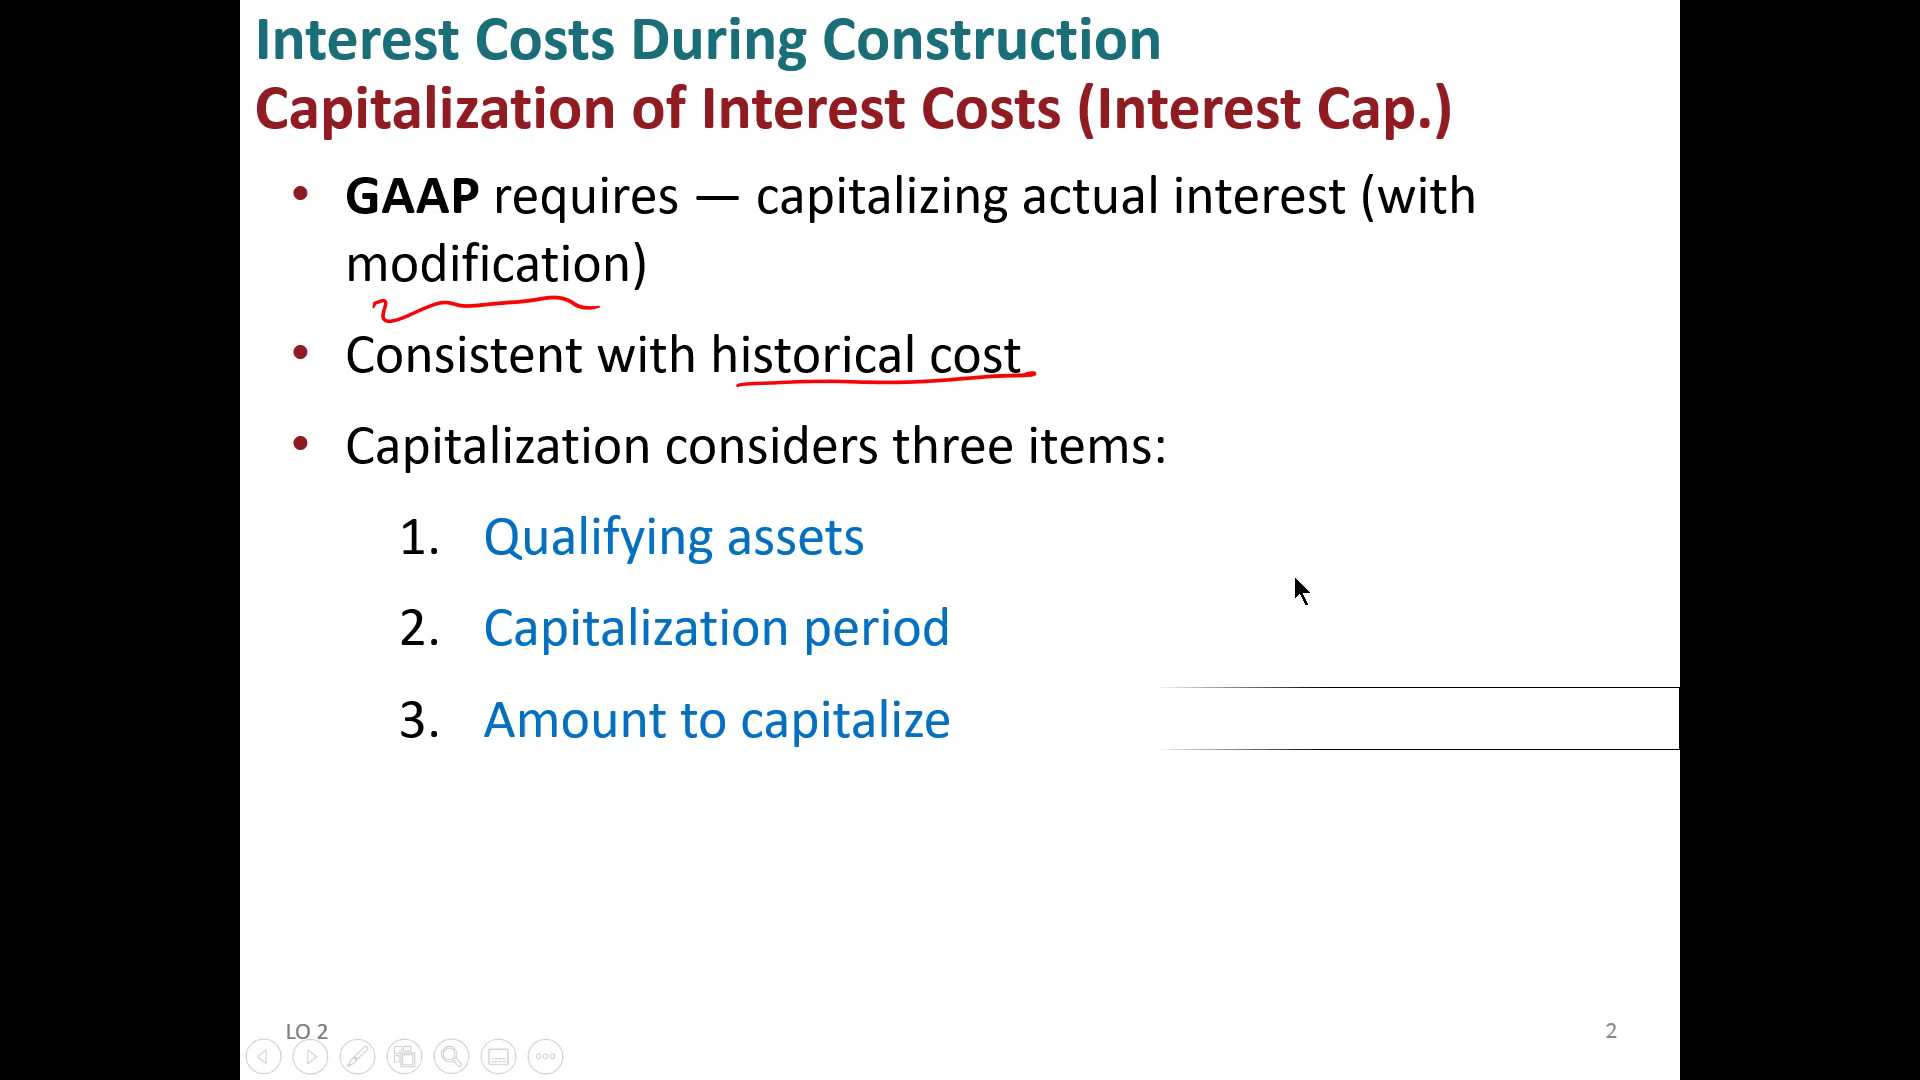 Interest Costs During Construction
Capitalization of Interest Costs (Interest Cap.)
• GAAP requires — capitalizing actual interest (with
modification)
• Consistent with historical cost
• Capitalization considers three items:
1. Qualifying assets
2. Capitalization period
3. Amount to capitalize
LO 2
2